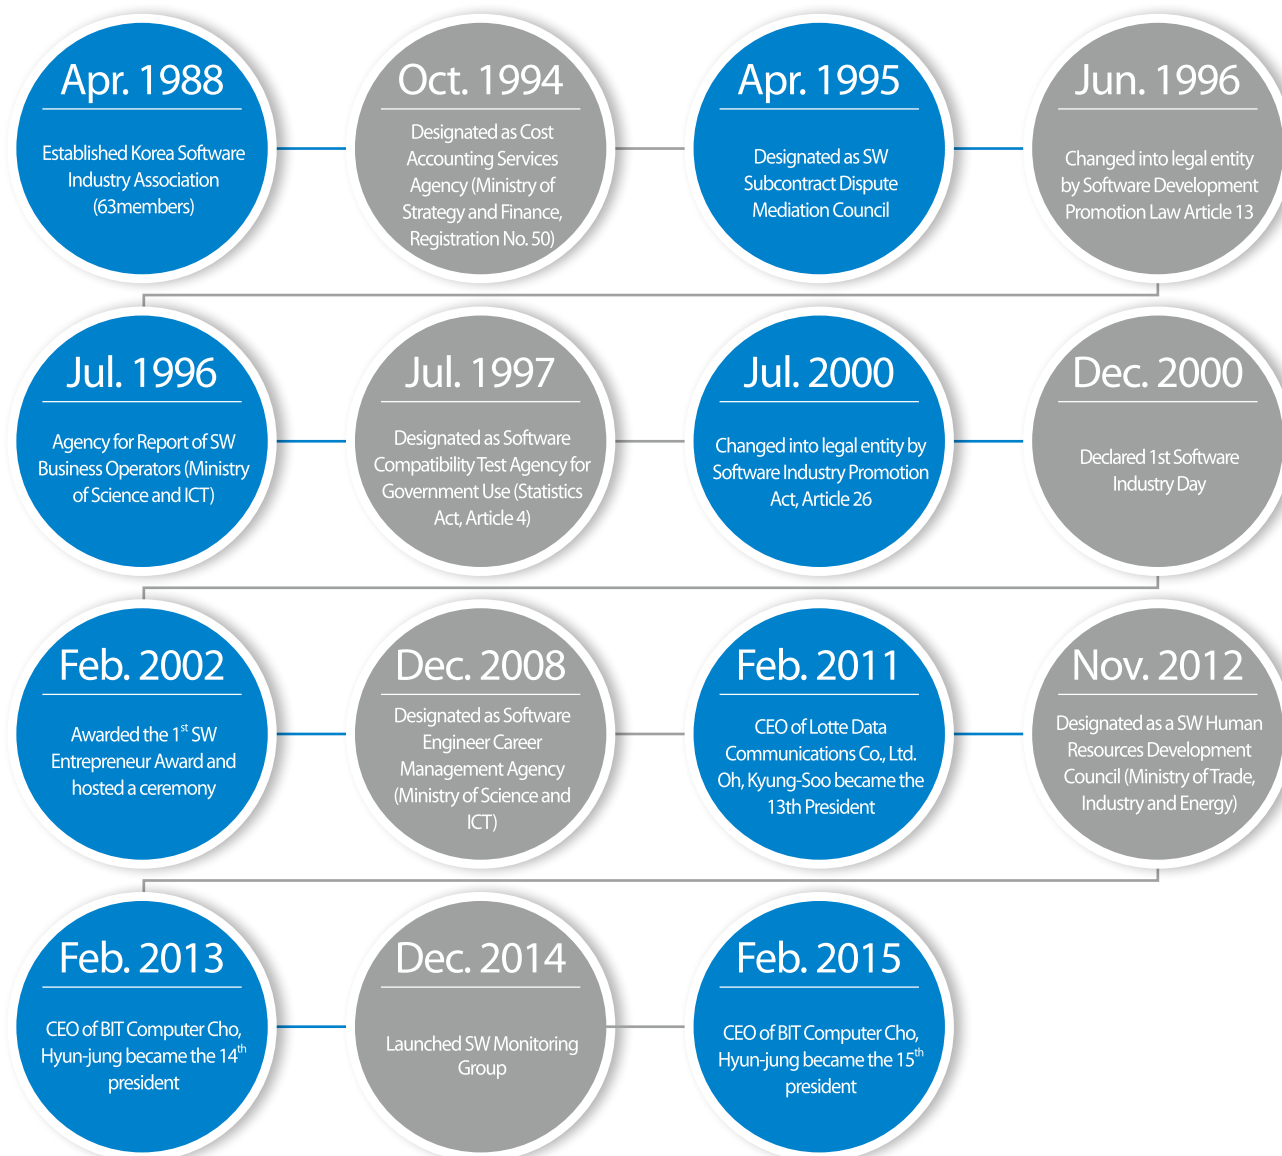 Apr. 1988
Established Korea Software
Industry Association
(63members)
Oct. 1994
Designated as Cost
Accounting Services
Agency (Ministry of
Strategy and Finance,
Registration No. 50)
Apr. 1995
Designated as SW
Subcontract Dispute
Mediation Council
Jun. 1996
Changed into legal entity
by Software Development
Promotion Law Article 13
Jul. 1996
Agency for Report of SW
Business Operators (Ministry
of Science and ICT)
Jul. 1997
Designated as Software
Compatibility Test Agency for
Government Use (Statistics
Act, Article 4)
Jul. 2000
Changed into legal entity by
Software Industry Promotion
Act, Article 26
Dec. 2000
Declared 1st Software
Industry Day
Feb. 2002
Awarded the 1st SW
Entrepreneur Award and
hosted a ceremony
Dec. 2008
Designated as Software
Engineer Career
Management Agency
(Ministry of Science and
ICT)
Feb. 2011
CEO of Lotte Data
Communications Co., Ltd.
Oh, Kyung-Soo became the
13th President
Nov. 2012
Designated as a SW Human
Resources Development
Council (Ministry of Trade,
Industry and Energy)
Feb. 2013
CEO of BIT Computer Cho,
Hyun-jung became the 14th
president
Dec. 2014
Launched SW Monitoring
Group
Feb. 2015
CEO of BIT Computer Cho,
Hyun-jung became the 15th
president